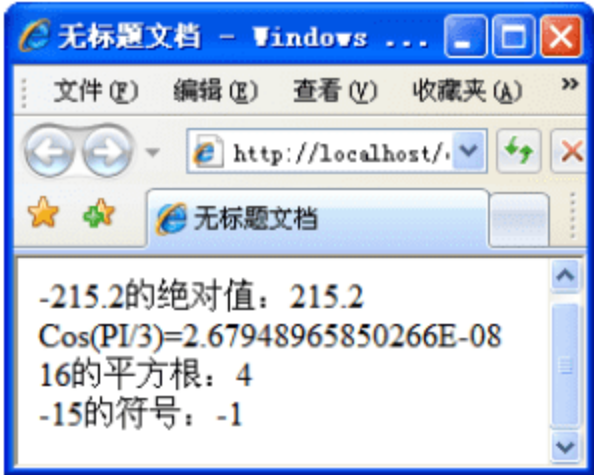 无标题文档 - Windows ...
文件(F) 编辑(E) 查看(V) 收藏夹(A) »
http://localhost/
无标题文档
-215.2的绝对值：215.2
Cos(PI/3)=2.67948965850266E-08
16的平方根：4
-15的符号：-1